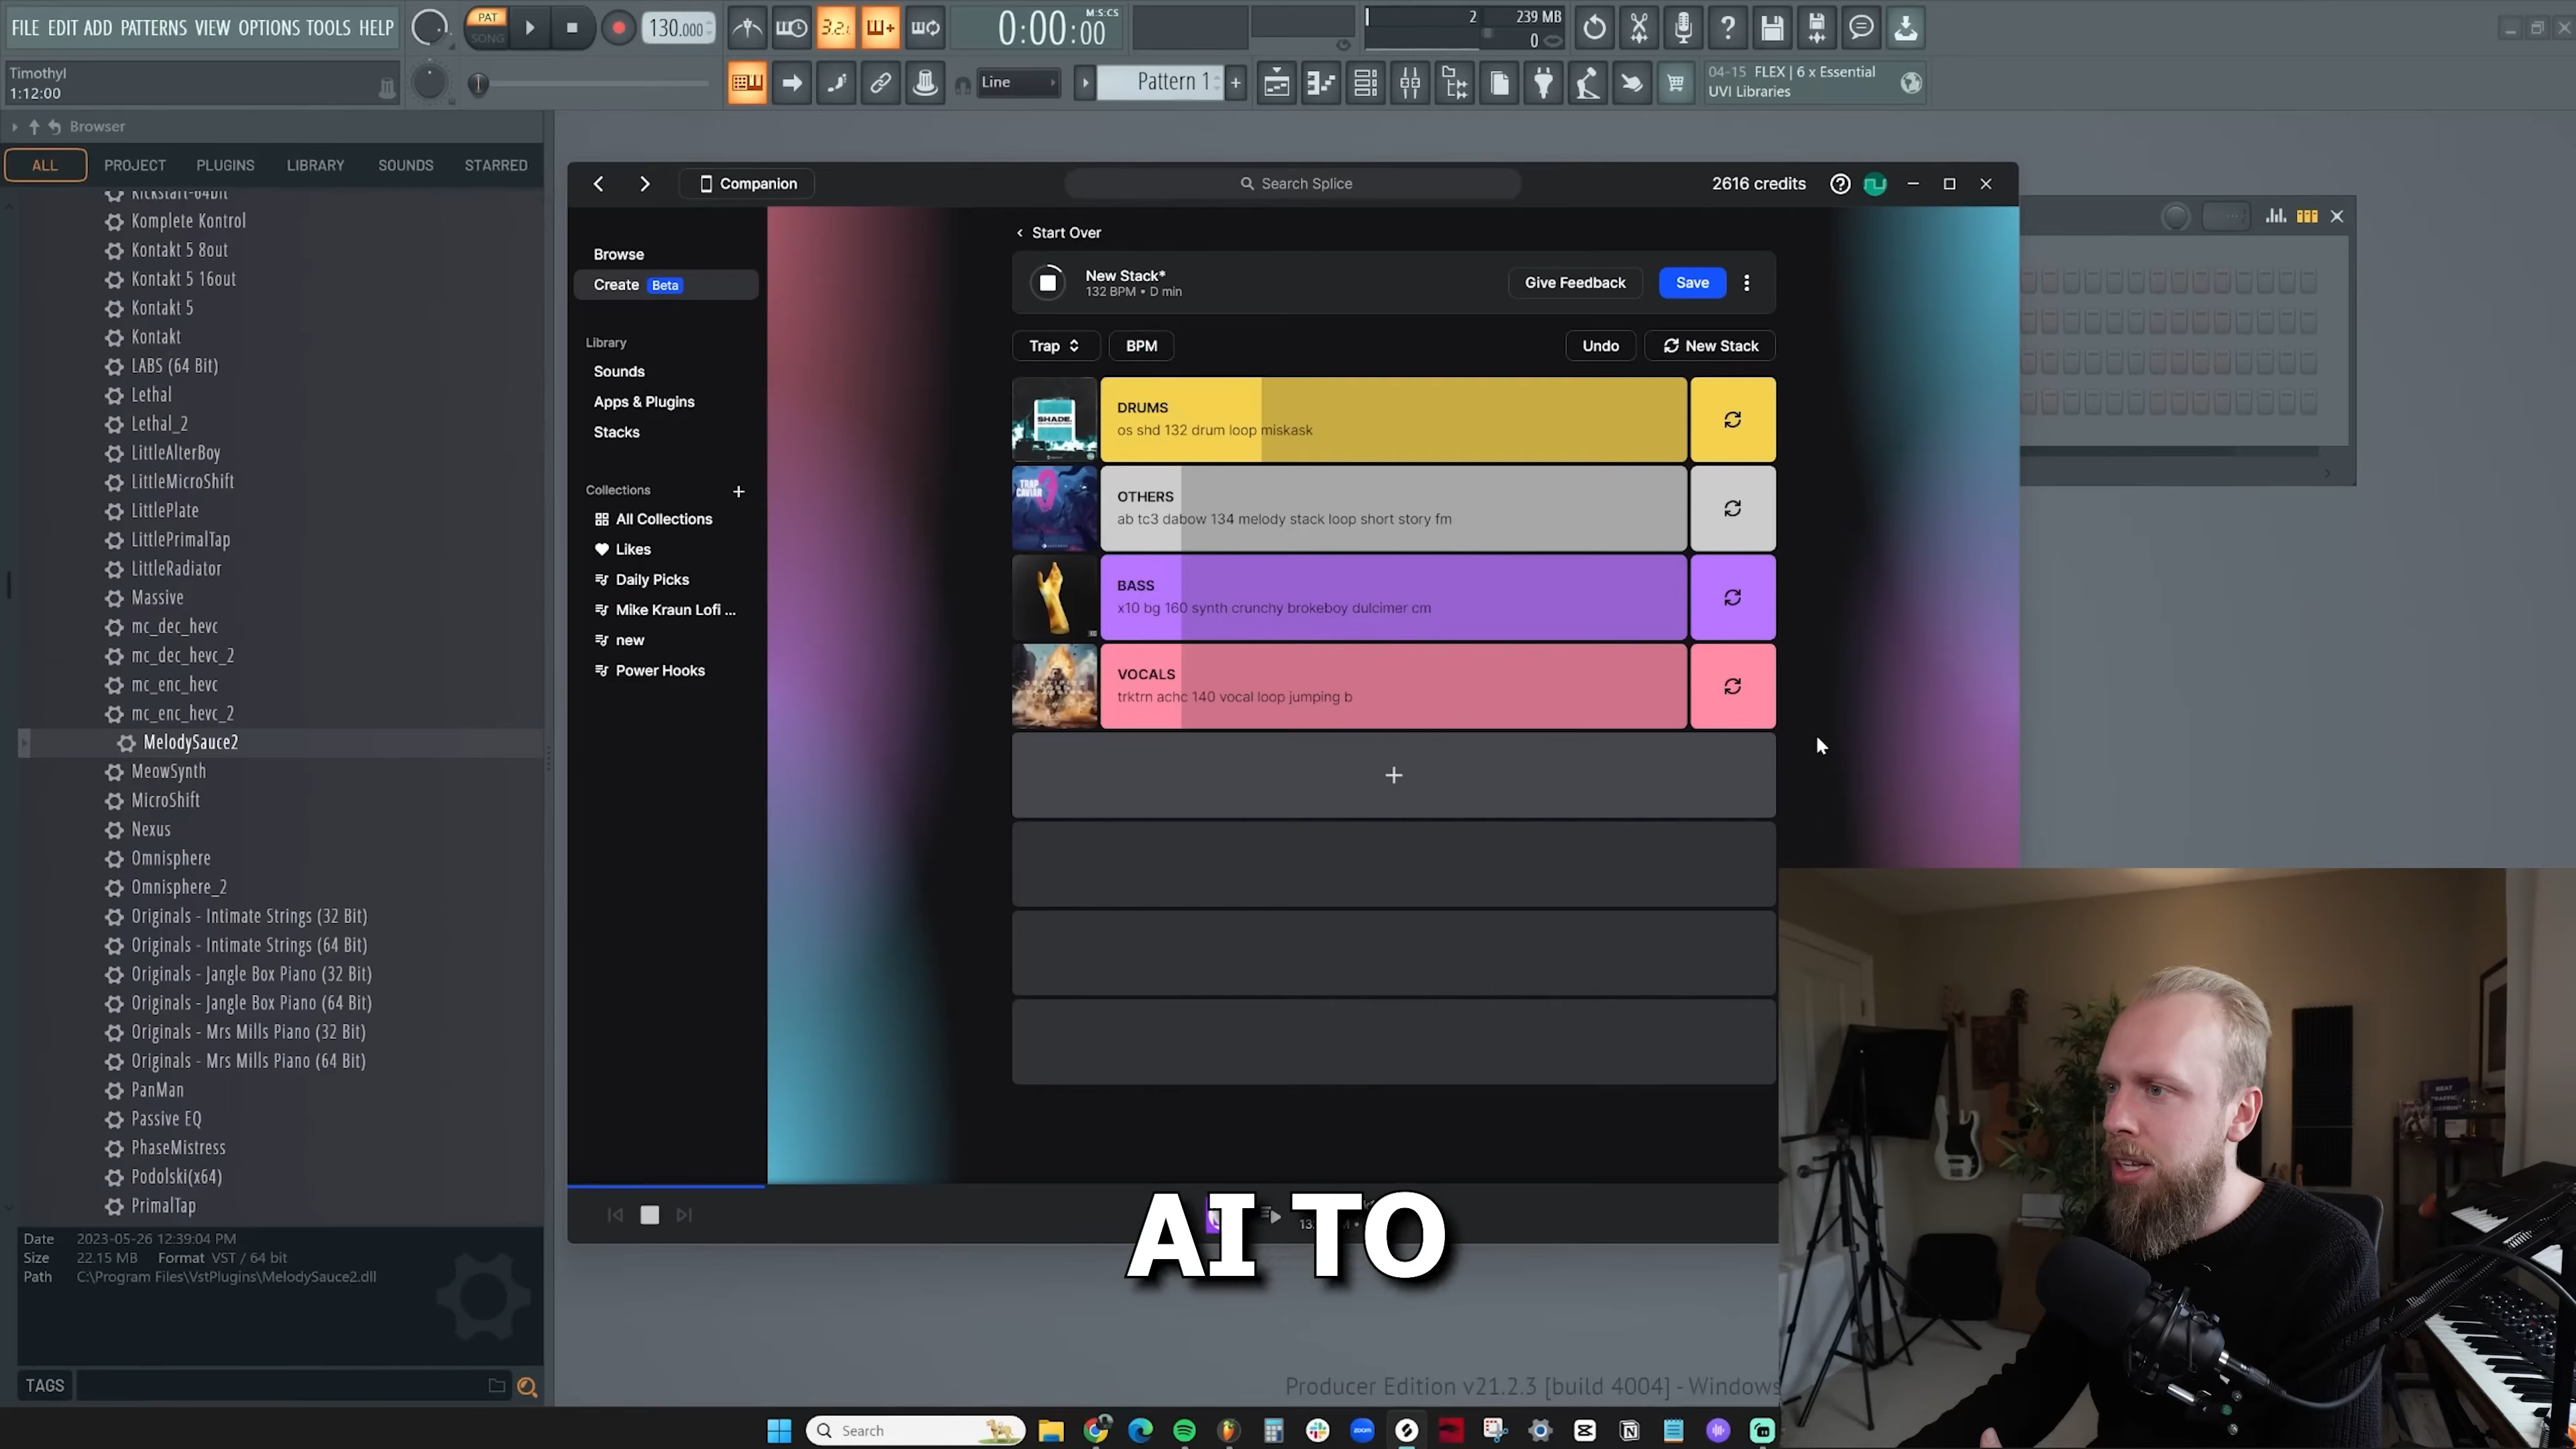 FILE EDIT ADD PATTERNS VIEW OPTIONS TOOLS HELP
PAT
SONG
130.000
3.2.
M:S:CS
0:00:00
2
239 MB
0
Timothyl
1:12:00
Line
Pattern 1
04-15 FLEX | 6 x Essential
UVI Libraries
Browser
ALL PROJECT PLUGINS LIBRARY SOUNDS STARRED
Kickstart-64bit
Komplete Kontrol
Kontakt 5 8out
Kontakt 5 16out
Kontakt 5
Kontakt
LABS (64 Bit)
Lethal
Lethal_2
LittleAlterBoy
LittleMicroShift
LittlePlate
LittlePrimalTap
LittleRadiator
Massive
mc_dec_hevc
mc_dec_hevc_2
mc_enc_hevc
mc_enc_hevc_2
MelodySauce2
MeowSynth
MicroShift
Nexus
Omnisphere
Omnisphere_2
Originals - Intimate Strings (32 Bit)
Originals - Intimate Strings (64 Bit)
Originals - Jangle Box Piano (32 Bit)
Originals - Jangle Box Piano (64 Bit)
Originals - Mrs Mills Piano (32 Bit)
Originals - Mrs Mills Piano (64 Bit)
PanMan
Passive EQ
PhaseMistress
Podolski(x64)
PrimalTap
Date 2023-05-26 12:39:04 PM
Size 22.15 MB Format VST / 64 bit
Path C:\Program Files\VstPlugins\MelodySauce2.dll
TAGS
Companion
Search Splice
2616 credits
Browse
Create Beta
Library
Sounds
Apps & Plugins
Stacks
Collections
All Collections
Likes
Daily Picks
Mike Kraun Lofi ...
new
Power Hooks
Start Over
New Stack*
132 BPM • D min
Give Feedback
Save
Trap
BPM
Undo
New Stack
SHADE.
DRUMS
os shd 132 drum loop miskask
TRAP
CAVIAR
OTHERS
ab tc3 dabow 134 melody stack loop short story fm
BASS
x10 bg 160 synth crunchy brokeboy dulcimer cm
VOCALS
trktrn achc 140 vocal loop jumping b
AI TO
Producer Edition v21.2.3 [build 4004] - Windows
Search
zoom